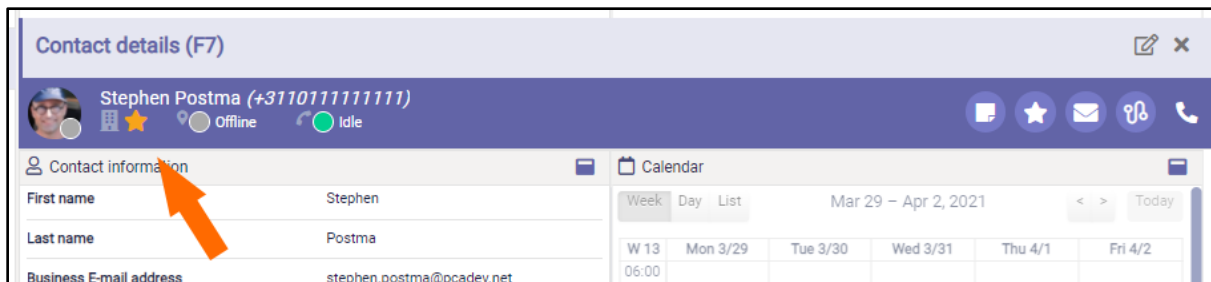 Contact details (F7)
Stephen Postma (+3110111111111)
Offline Idle
Contact information
First name Stephen
Last name Postma
Business E-mail address stephen.postma@pcadev.net
Calendar
Week Day List Mar 29 – Apr 2, 2021 < > Today
W 13 Mon 3/29 Tue 3/30 Wed 3/31 Thu 4/1 Fri 4/2
06:00